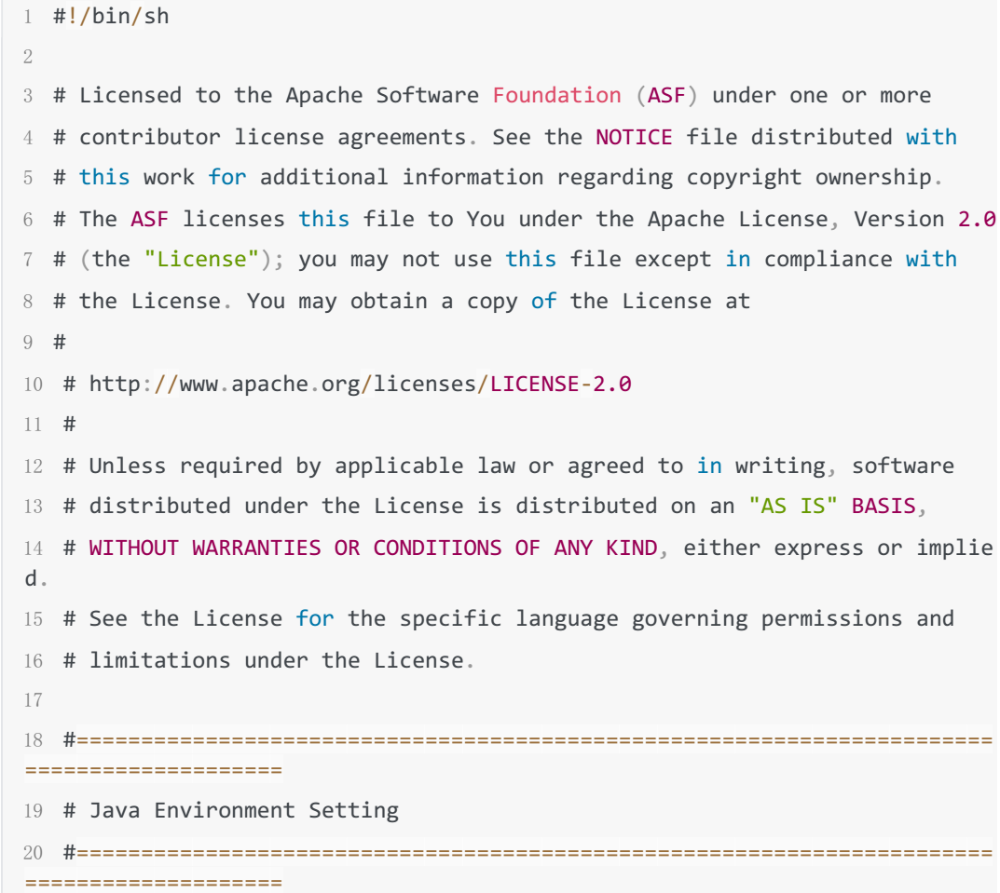 1 #!/bin/sh
2
3 # Licensed to the Apache Software Foundation (ASF) under one or more
4 # contributor license agreements. See the NOTICE file distributed with
5 # this work for additional information regarding copyright ownership.
6 # The ASF licenses this file to You under the Apache License, Version 2.0
7 # (the "License"); you may not use this file except in compliance with
8 # the License. You may obtain a copy of the License at
9 #
10 # http://www.apache.org/licenses/LICENSE-2.0
11 #
12 # Unless required by applicable law or agreed to in writing, software
13 # distributed under the License is distributed on an "AS IS" BASIS,
14 # WITHOUT WARRANTIES OR CONDITIONS OF ANY KIND, either express or implie
d.
15 # See the License for the specific language governing permissions and
16 # limitations under the License.
17
18 #=======================================================================
====================
19 # Java Environment Setting
20 #=======================================================================
====================